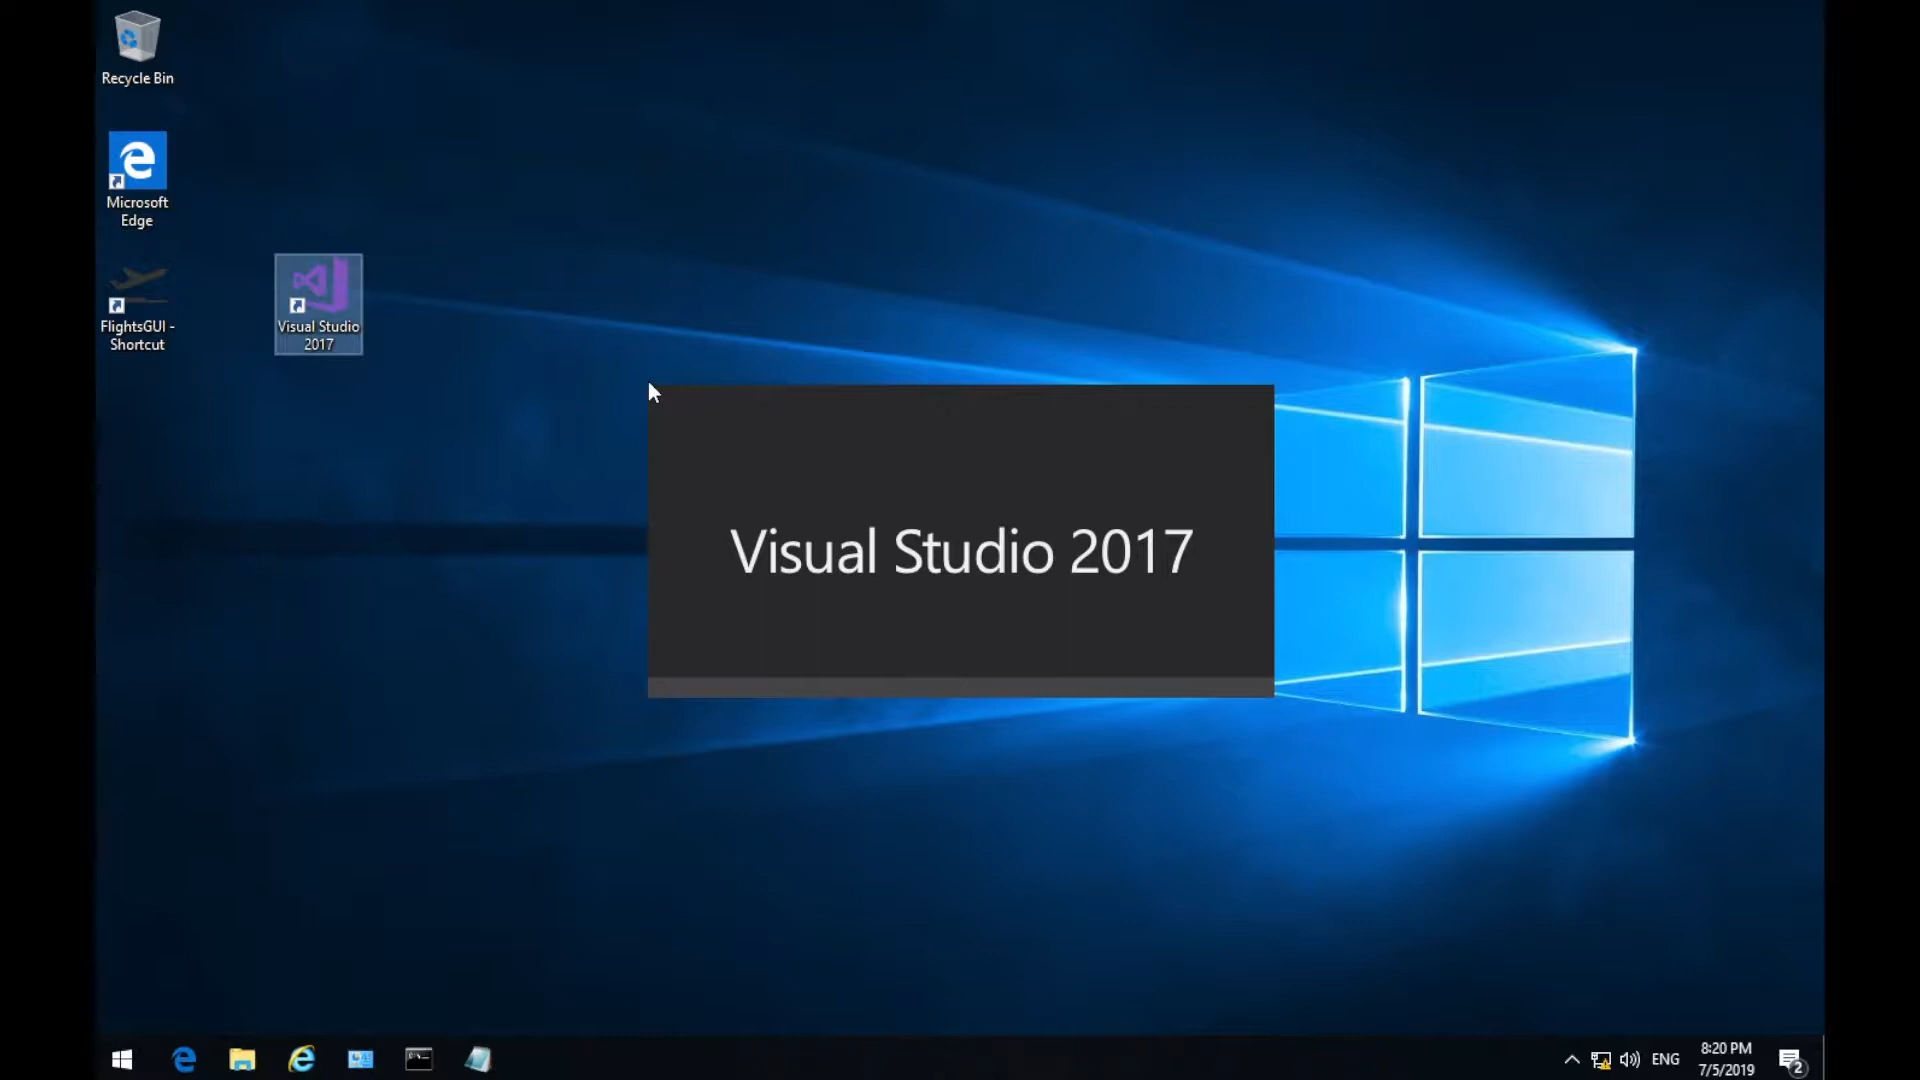 Recycle Bin
Microsoft
Edge
FlightsGUI -
Shortcut
Visual Studio
2017
Visual Studio 2017
ENG
8:20 PM
7/5/2019
2